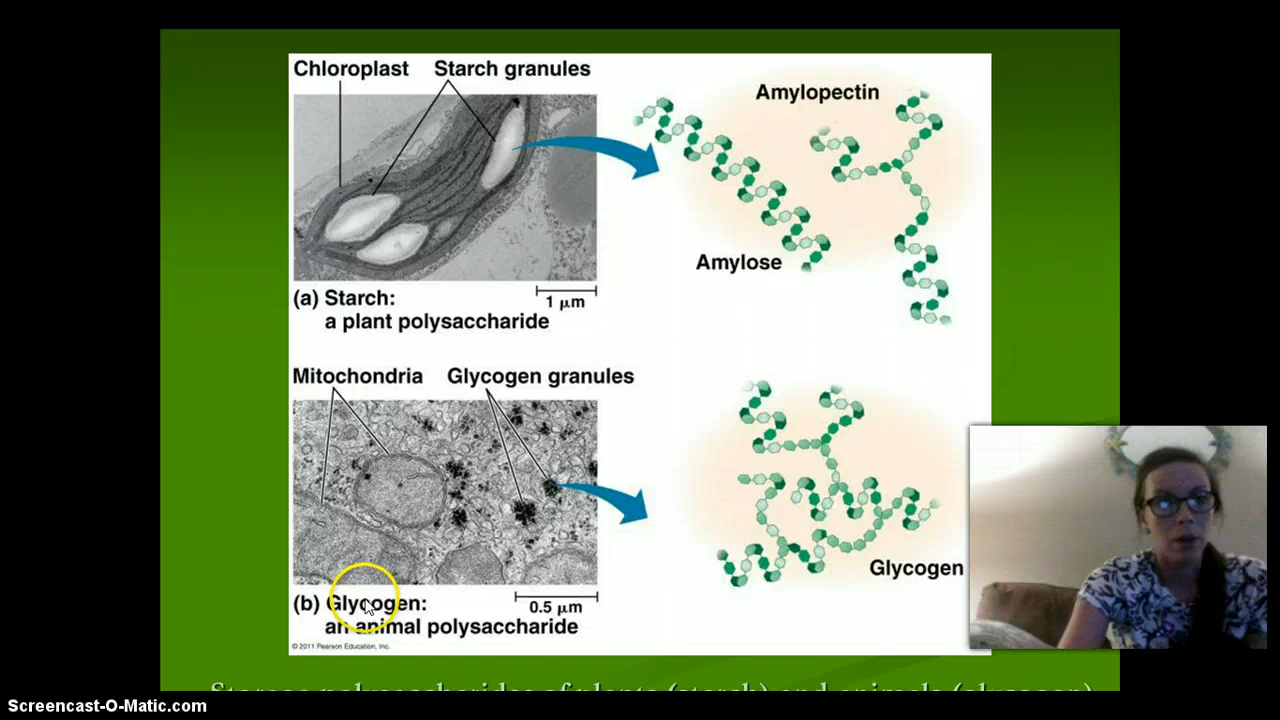 Chloroplast Starch granules
Amylopectin
Amylose
(a) Starch:
a plant polysaccharide
1 μm
Mitochondria Glycogen granules
Glycogen
(b) Glycogen:
an animal polysaccharide
0.5 μm
© 2011 Pearson Education, Inc.
Storage polysaccharides of plants (starch) and animals (glycogen)
Screencast-O-Matic.com